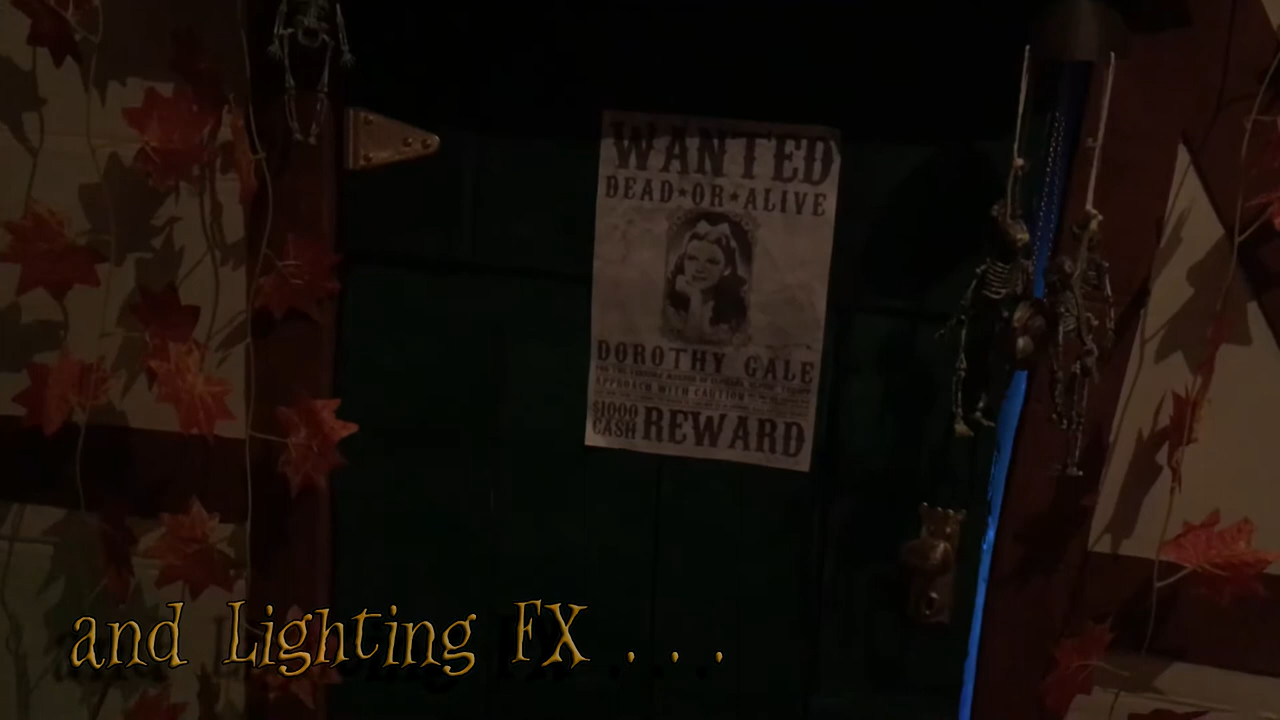 WANTED
DEAD★OR★ALIVE
DOROTHY GALE
APPROACH WITH CAUTION
$1000
CASH
REWARD
and Lighting FX . . .